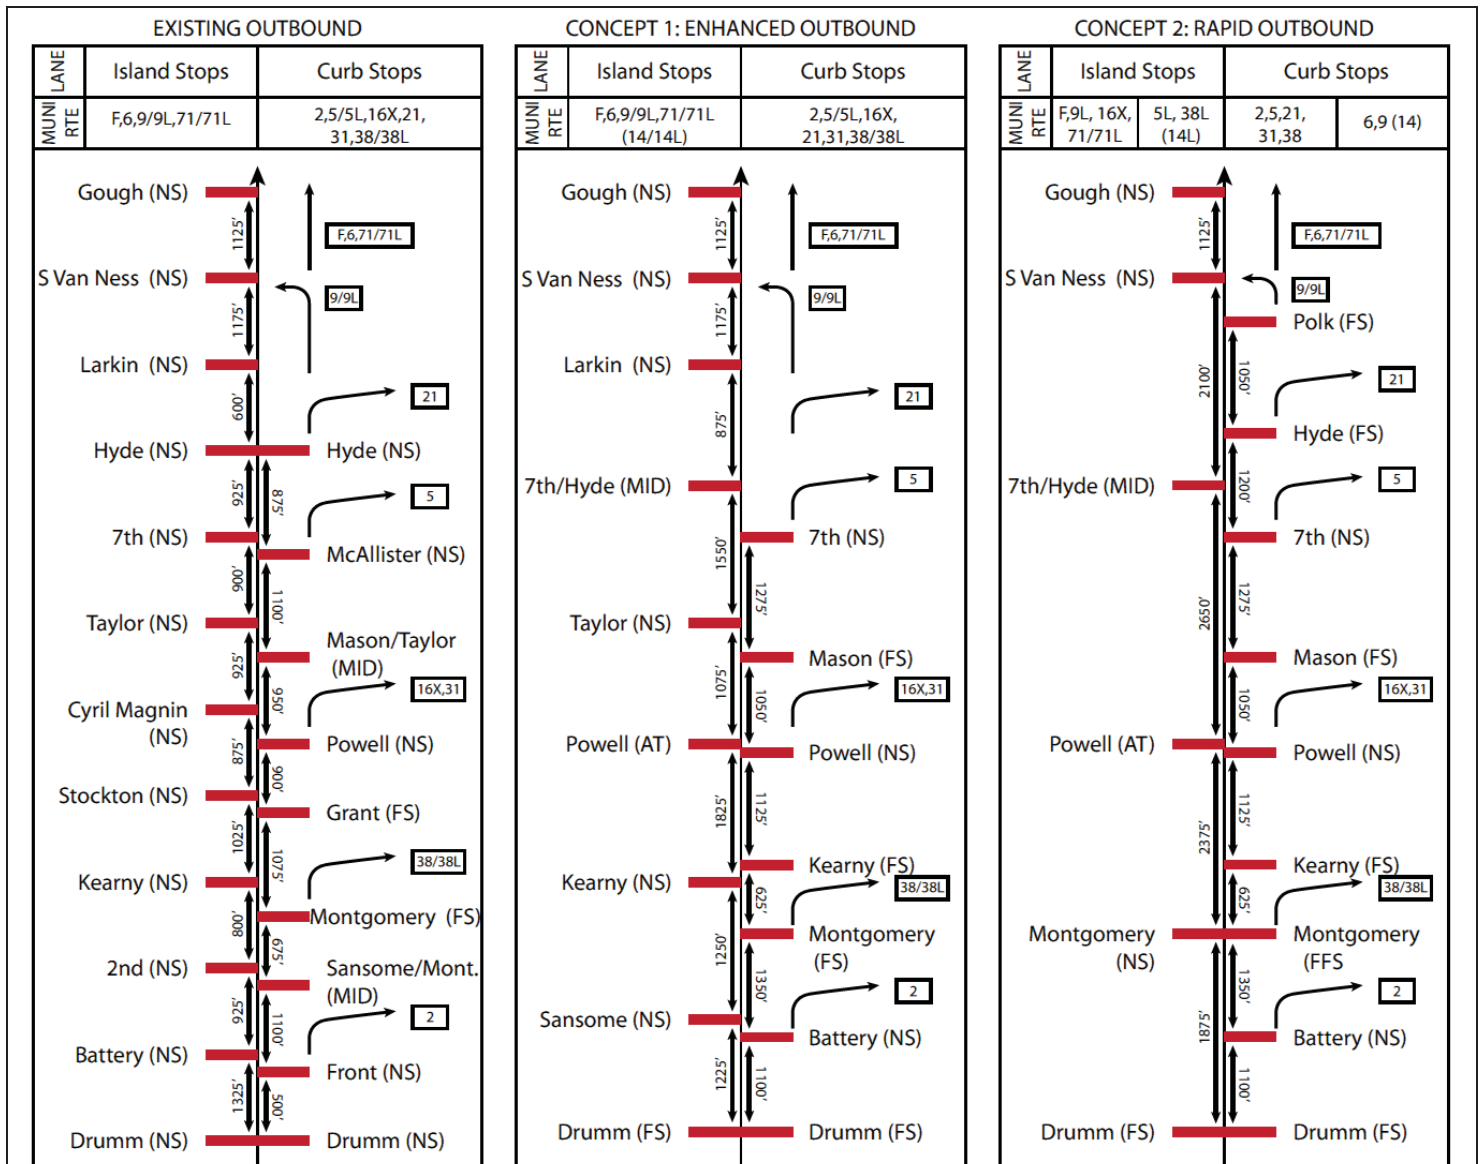 EXISTING OUTBOUND
LANE
Island Stops
Curb Stops
MUNI
RTE
F,6,9/9L,71/71L
2,5/5L,16X,21,
31,38/38L
Gough (NS)
1125’
F,6,71/71L
S Van Ness (NS)
9/9L
1175’
Larkin (NS)
21
600’
Hyde (NS)
Hyde (NS)
925’
875’
5
7th (NS)
McAllister (NS)
900’
1100’
Taylor (NS)
Mason/Taylor
(MID)
925’
950’
16X,31
Cyril Magnin
(NS)
Powell (NS)
875’
900’
Stockton (NS)
Grant (FS)
1025’
1075’
38/38L
Kearny (NS)
Montgomery (FS)
800’
675’
2nd (NS)
Sansome/Mont.
(MID)
925’
1100’
2
Battery (NS)
Front (NS)
1325’
500’
Drumm (NS)
Drumm (NS)
CONCEPT 1: ENHANCED OUTBOUND
LANE
Island Stops
Curb Stops
MUNI
RTE
F,6,9/9L,71/71L
(14/14L)
2,5/5L,16X,
21,31,38/38L
Gough (NS)
1125’
F,6,71/71L
S Van Ness (NS)
9/9L
1175’
Larkin (NS)
21
875’
7th/Hyde (MID)
5
7th (NS)
1550’
1275’
Taylor (NS)
Mason (FS)
1075’
1050’
16X,31
Powell (AT)
Powell (NS)
1825’
1125’
Kearny (FS)
Kearny (NS)
38/38L
625’
1250’
Montgomery
(FS)
1350’
2
Sansome (NS)
Battery (NS)
1225’
1100’
Drumm (FS)
Drumm (FS)
CONCEPT 2: RAPID OUTBOUND
LANE
Island Stops
Curb Stops
MUNI
RTE
F,9L, 16X,
71/71L
5L, 38L
(14L)
2,5,21,
31,38
6,9 (14)
Gough (NS)
1125’
F,6,71/71L
S Van Ness (NS)
9/9L
Polk (FS)
2100’
1050’
21
Hyde (FS)
7th/Hyde (MID)
1200’
5
7th (NS)
2650’
1275’
Mason (FS)
1050’
16X,31
Powell (AT)
Powell (NS)
2375’
1125’
Kearny (FS)
625’
38/38L
Montgomery
(NS)
Montgomery
(FFS
1875’
1350’
2
Battery (NS)
1100’
Drumm (FS)
Drumm (FS)